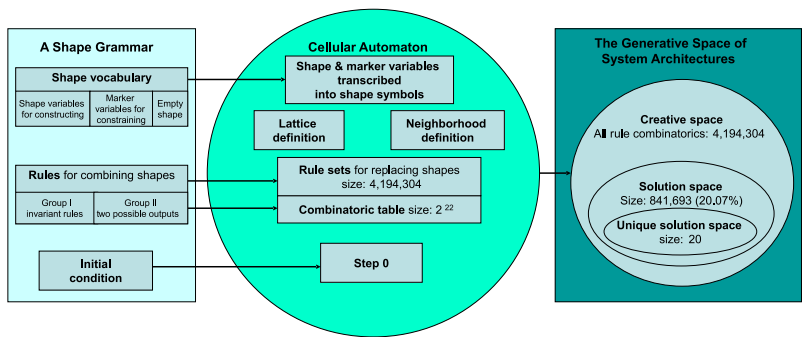 A Shape Grammar
Shape vocabulary
Shape variables
for constructing
Marker
variables for
constraining
Empty
shape
Rules for combining shapes
Group I
invariant rules
Group II
two possible outputs
Initial
condition
Cellular Automaton
Shape & marker variables
transcribed
into shape symbols
Lattice
definition
Neighborhood
definition
Rule sets for replacing shapes
size: 4,194,304
Combinatoric table size: 2 22
Step 0
The Generative Space of
System Architectures
Creative space
All rule combinatorics: 4,194,304
Solution space
Size: 841,693 (20.07%)
Unique solution space
size: 20